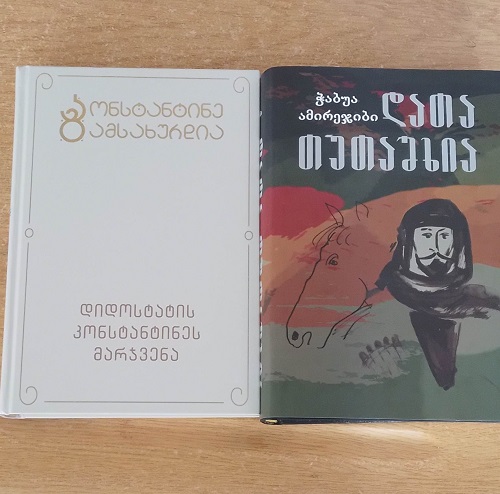 კონსტანტინე
გამსახურდია
დიდოსტატის
კონსტანტინეს
მარჯვენა
ჭაბუა
ამირეჯიბი
დათა
თუთაშხია